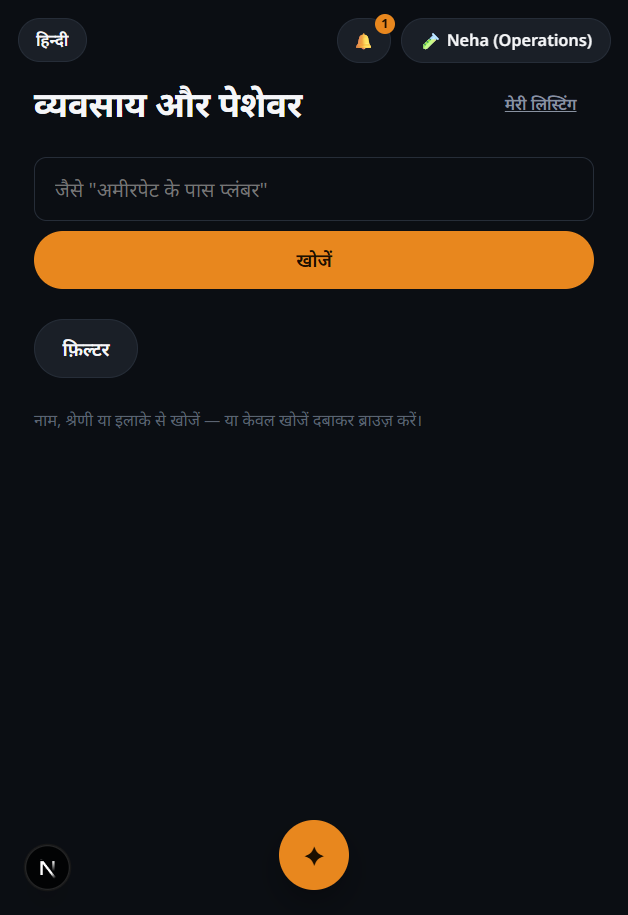 हिन्दी
1
Neha (Operations)
व्यवसाय और पेशेवर
मेरी लिस्टिंग
जैसे "अमीरपेट के पास प्लंबर"
खोजें
फ़िल्टर
नाम, श्रेणी या इलाके से खोजें — या केवल खोजें दबाकर ब्राउज़ करें।
N